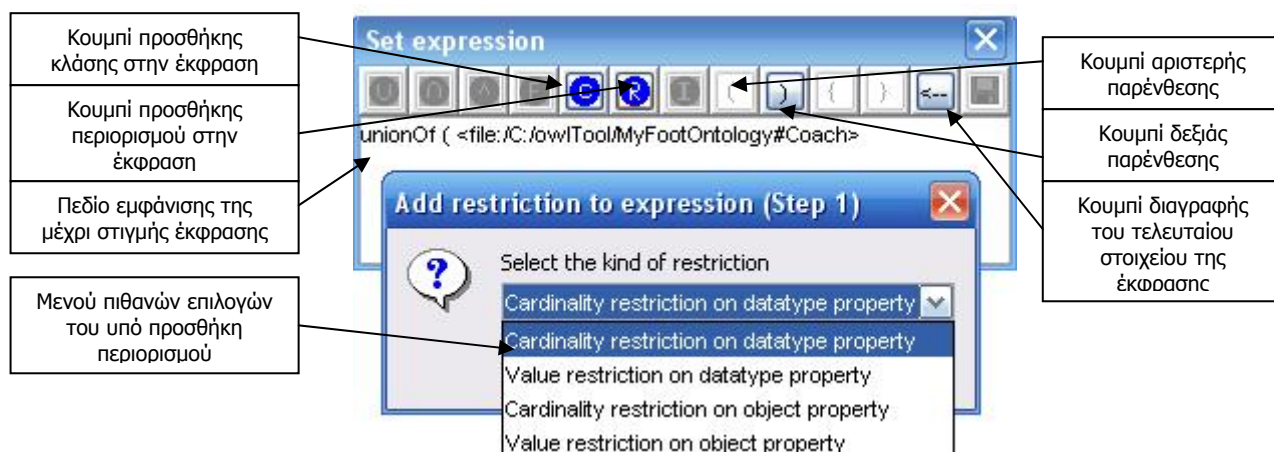 Κουμπί προσθήκης
κλάσης στην έκφραση
Κουμπί προσθήκης
περιορισμού στην
έκφραση
Πεδίο εμφάνισης της
μέχρι στιγμής έκφρασης
Μενού πιθανών επιλογών
του υπό προσθήκη
περιορισμού
Set expression
C R I ( ) { } <--
unionOf ( <file:/C:/owlTool/MyFootOntology#Coach>
Add restriction to expression (Step 1)
?
Select the kind of restriction
Cardinality restriction on datatype property
Cardinality restriction on datatype property
Value restriction on datatype property
Cardinality restriction on object property
Value restriction on object property
Κουμπί αριστερής
παρένθεσης
Κουμπί δεξιάς
παρένθεσης
Κουμπί διαγραφής
του τελευταίου
στοιχείου της
έκφρασης